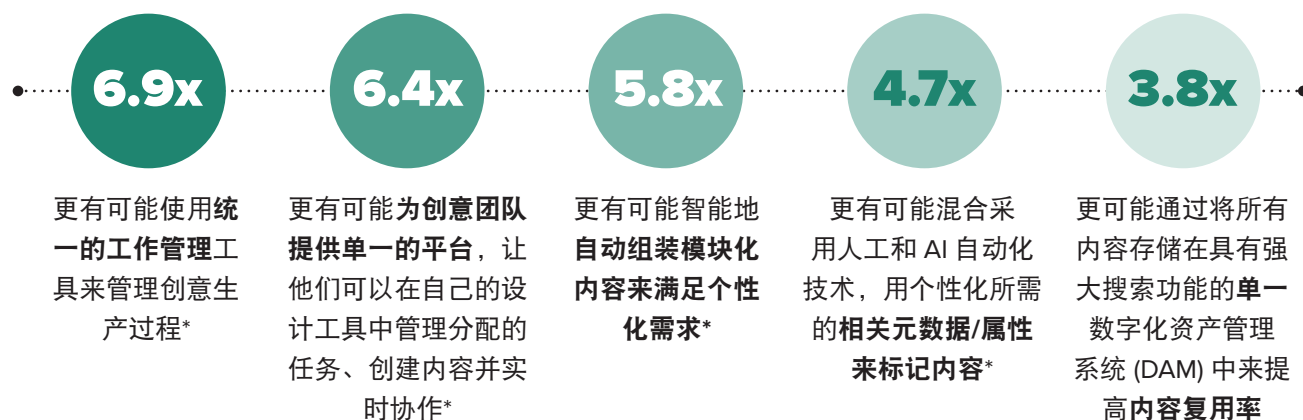 6.9x
更有可能使用统
一的工作管理工
具来管理创意生
产过程*
6.4x
更有可能为创意团队
提供单一的平台，让
他们可以在自己的设
计工具中管理分配的
任务、创建内容并实
时协作*
5.8x
更有可能智能地
自动组装模块化
内容来满足个性
化需求*
4.7x
更有可能混合采
用人工和 AI 自动化
技术，用个性化所需
的相关元数据/属性
来标记内容*
3.8x
更可能通过将所有
内容存储在具有强
大搜索功能的单一
数字化资产管理
系统 (DAM) 中来提
高内容复用率